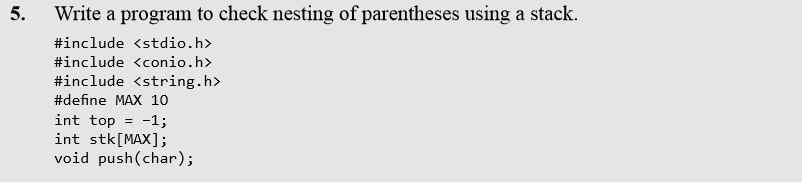 5. Write a program to check nesting of parentheses using a stack.
#include <stdio.h>
#include <conio.h>
#include <string.h>
#define MAX 10
int top = –1;
int stk[MAX];
void push(char);